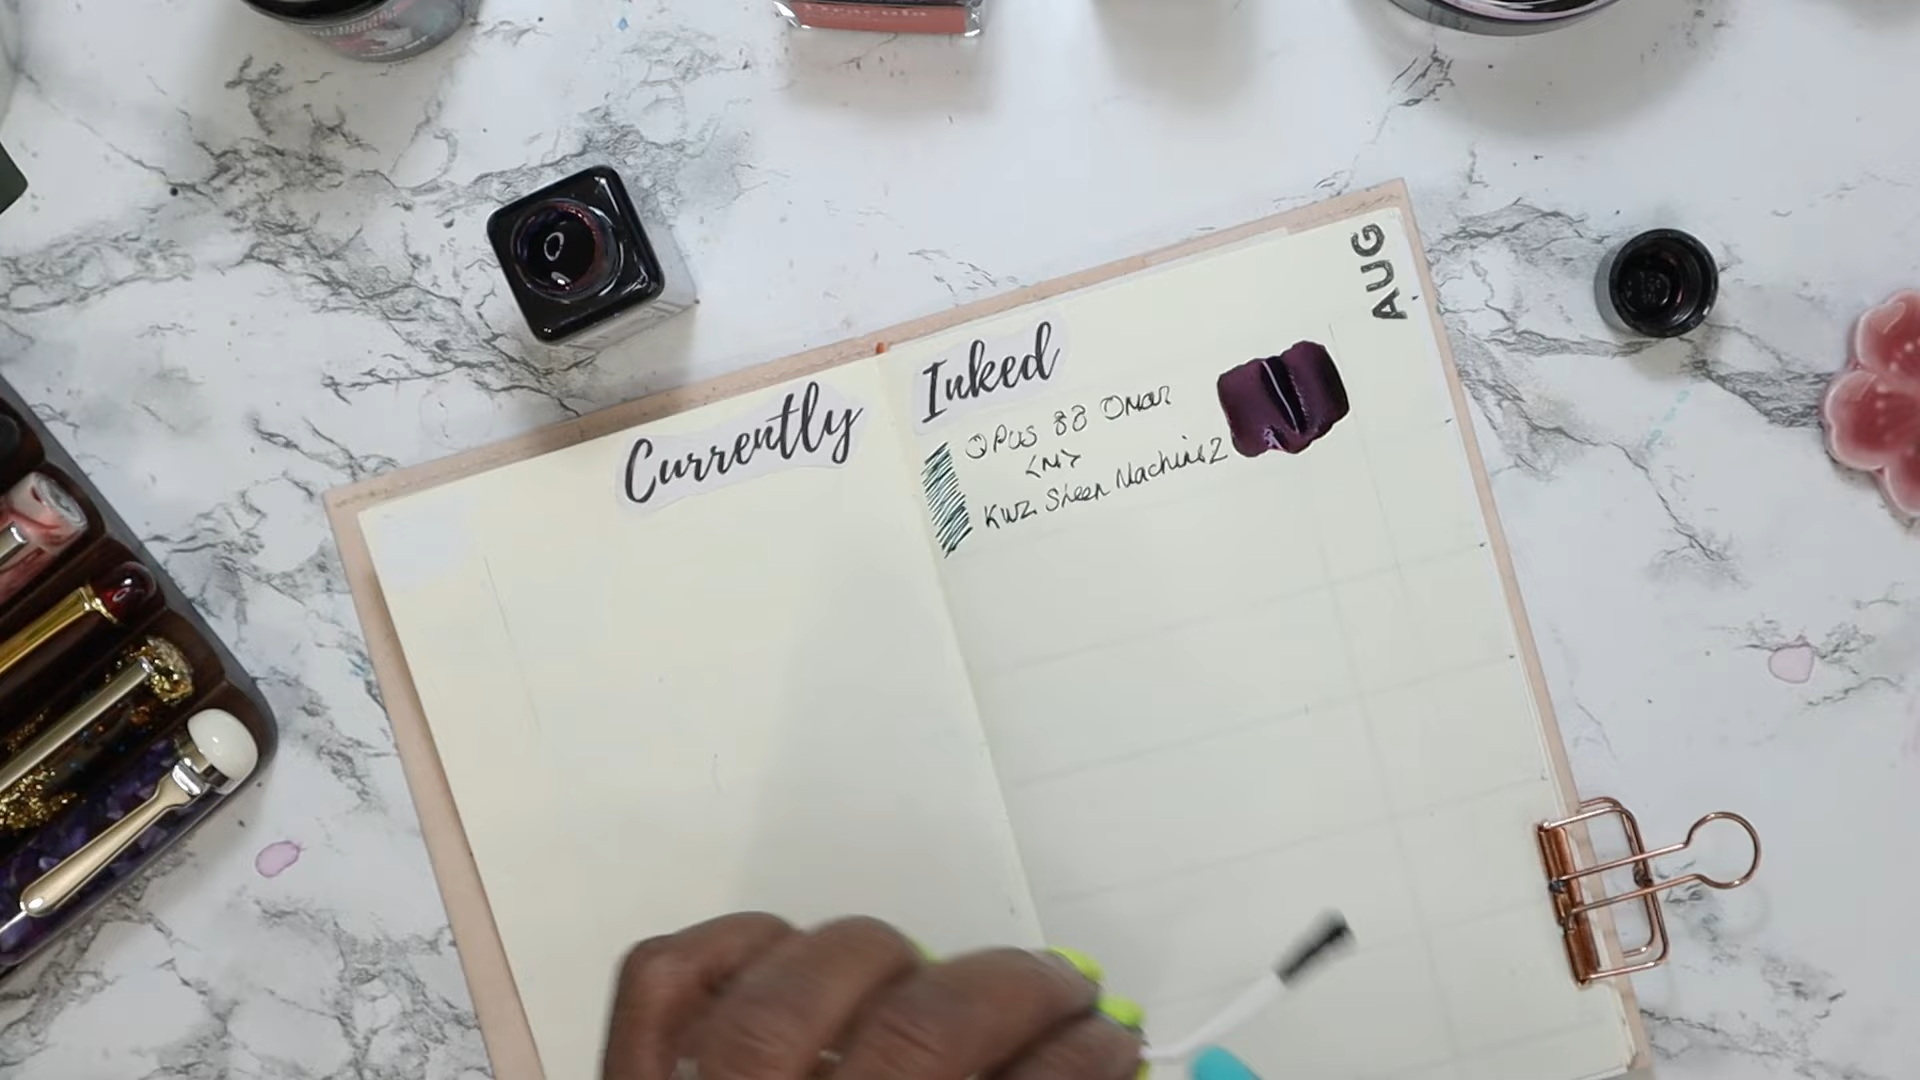 Currently
Inked
AUG
OPUS 88 OMAR
<M>
KWZ Sheen Machine 2